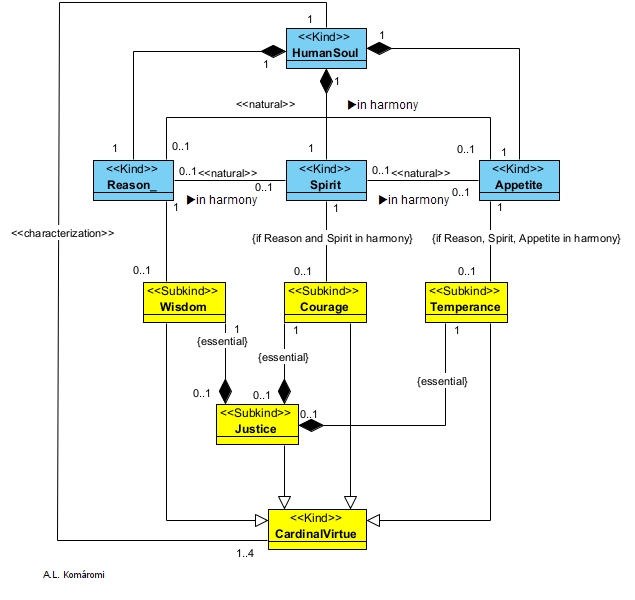 1
<<Kind>>
HumanSoul
1
1
1
<<natural>>
▶in harmony
1
0..1
1
0..1
1
<<Kind>>
Reason_
0..1
<<natural>>
0..1
▶in harmony
<<Kind>>
Spirit
0..1
<<natural>>
0..1
▶in harmony
<<Kind>>
Appetite
1
1
1
<<characterization>>
{if Reason and Spirit in harmony}
{if Reason, Spirit, Appetite in harmony}
0..1
0..1
0..1
<<Subkind>>
Wisdom
<<Subkind>>
Courage
<<Subkind>>
Temperance
1
{essential}
1
{essential}
1
{essential}
0..1
0..1
0..1
<<Subkind>>
Justice
<<Kind>>
CardinalVirtue
1..4
A.L. Komáromi